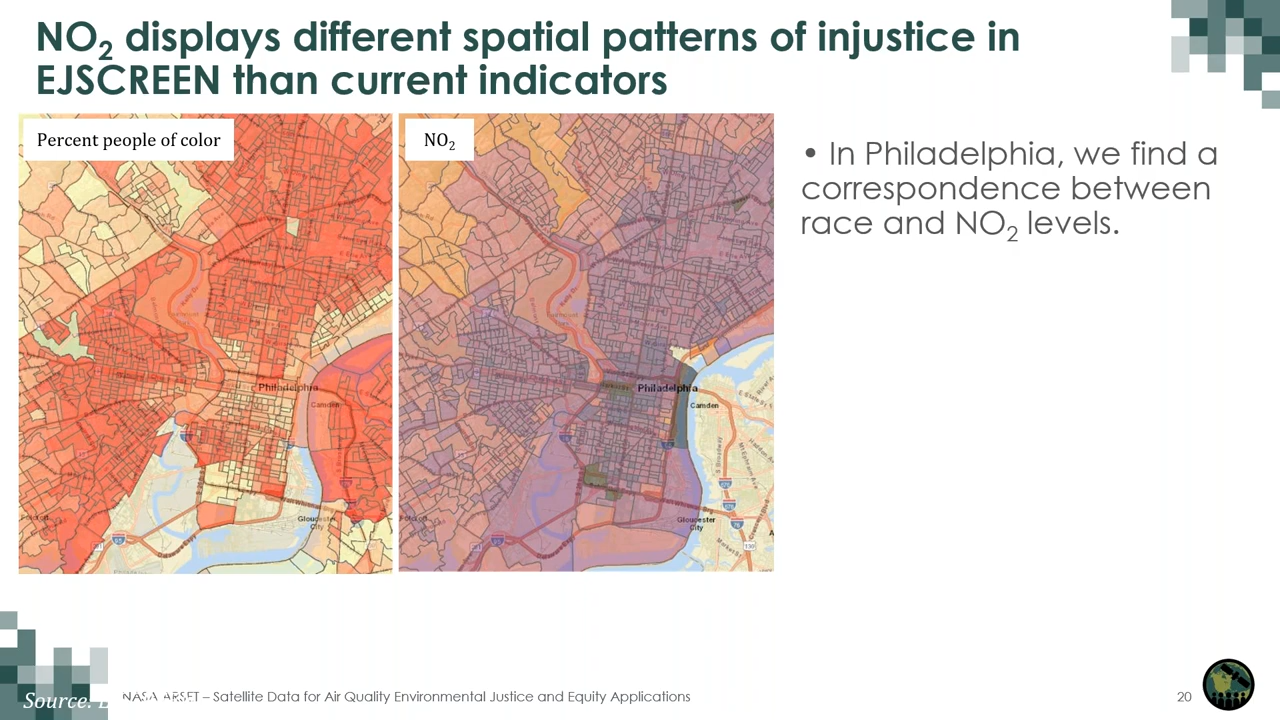 NO₂ displays different spatial patterns of injustice in
EJSCREEN than current indicators
Percent people of color
NO₂
• In Philadelphia, we find a
correspondence between
race and NO₂ levels.
Philadelphia
Camden
Gloucester
City
Philadelphia
Camden
Gloucester
City
S Broadway
130
Source:
NASA ARSET – Satellite Data for Air Quality Environmental Justice and Equity Applications
20